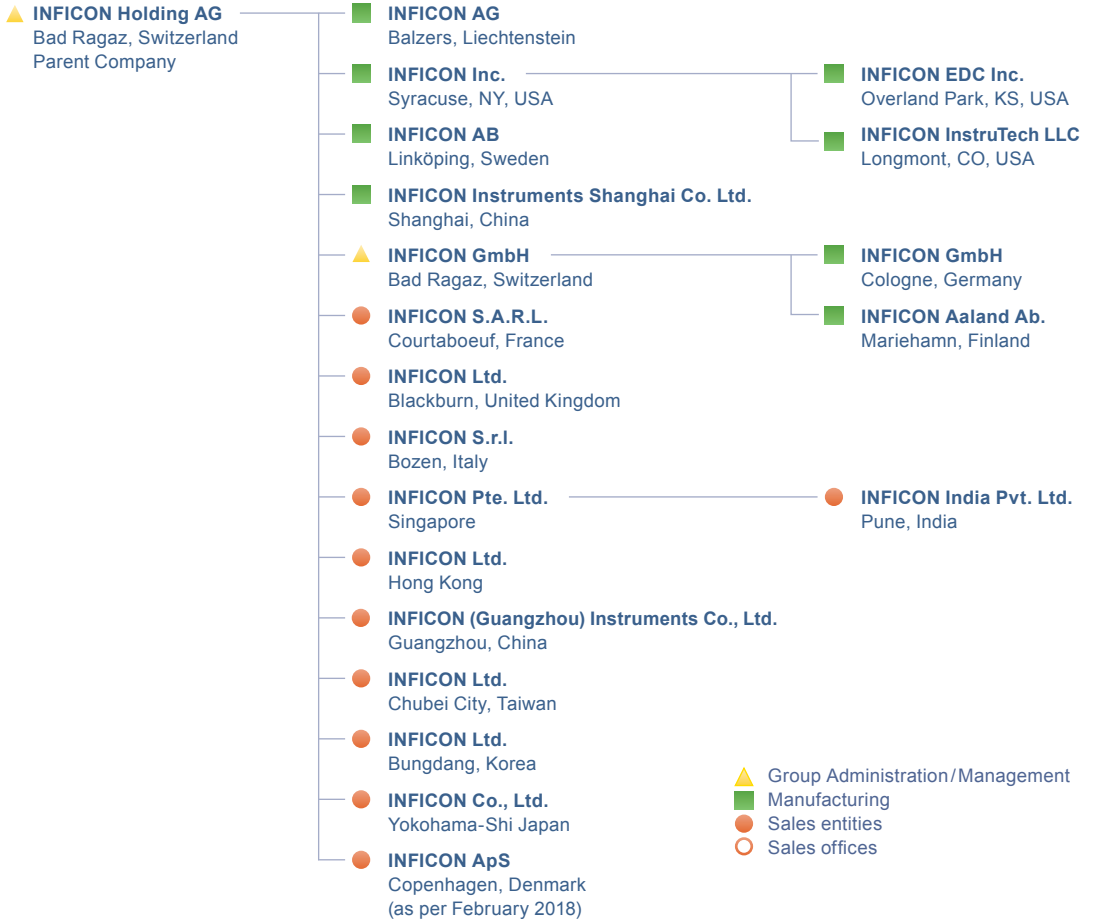 INFICON Holding AG
Bad Ragaz, Switzerland
Parent Company
INFICON AG
Balzers, Liechtenstein
INFICON Inc.
Syracuse, NY, USA
INFICON EDC Inc.
Overland Park, KS, USA
INFICON InstruTech LLC
Longmont, CO, USA
INFICON AB
Linköping, Sweden
INFICON Instruments Shanghai Co. Ltd.
Shanghai, China
INFICON GmbH
Bad Ragaz, Switzerland
INFICON GmbH
Cologne, Germany
INFICON Aaland Ab.
Mariehamn, Finland
INFICON S.A.R.L.
Courtaboeuf, France
INFICON Ltd.
Blackburn, United Kingdom
INFICON S.r.l.
Bozen, Italy
INFICON Pte. Ltd.
Singapore
INFICON India Pvt. Ltd.
Pune, India
INFICON Ltd.
Hong Kong
INFICON (Guangzhou) Instruments Co., Ltd.
Guangzhou, China
INFICON Ltd.
Chubei City, Taiwan
INFICON Ltd.
Bungdang, Korea
INFICON Co., Ltd.
Yokohama-Shi Japan
INFICON ApS
Copenhagen, Denmark
(as per February 2018)
Group Administration/Management
Manufacturing
Sales entities
Sales offices